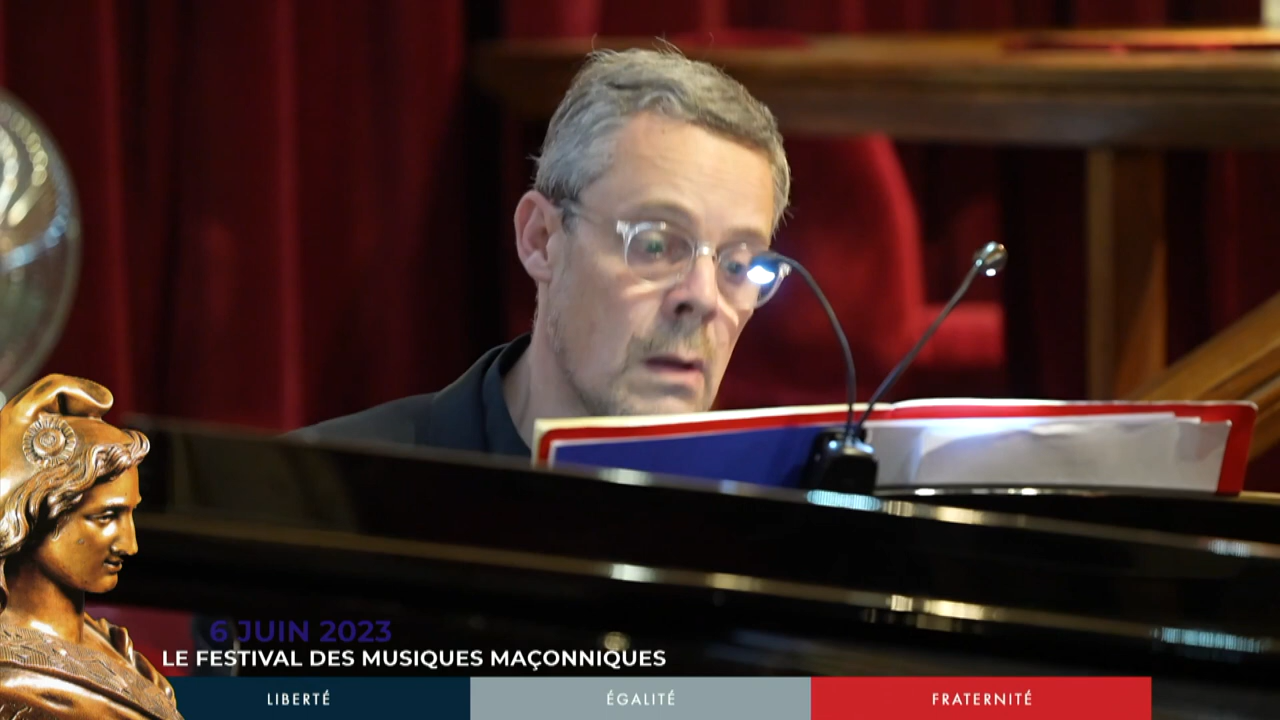 6 JUIN 2023
LE FESTIVAL DES MUSIQUES MAÇONNIQUES
LIBERTÉ
ÉGALITÉ
FRATERNITÉ